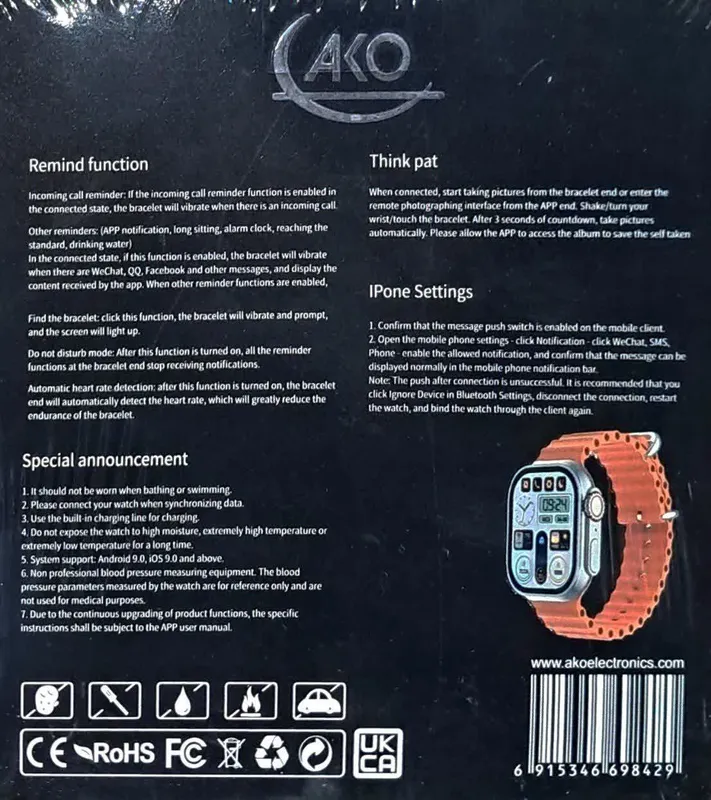 AKO
Remind function
Incoming call reminder: If the incoming call reminder function is enabled in
the connected state, the bracelet will vibrate when there is an incoming call
Other reminders: (APP notification, long sitting, alarm clock, reaching the
standard, drinking water)
In the connected state, if this function is enabled, the bracelet will vibrate
when there are WeChat, QQ, Facebook and other messages, and display the
content received by the app. When other reminder functions are enabled,
Find the bracelet: click this function, the bracelet will vibrate and prompt,
and the screen will light up.
Do not disturb mode: After this function is turned on, all the reminder
functions at the bracelet end stop receiving notifications.
Automatic heart rate detection: after this function is turned on, the bracelet
end will automatically detect the heart rate, which will greatly reduce the
endurance of the bracelet.
Special announcement
1. It should not be worn when bathing or swimming.
2. Please connect your watch when synchronizing data.
3. Use the built-in charging line for charging.
4. Do not expose the watch to high moisture, extremely high temperature or
extremely low temperature for a long time.
5. System support: Android 9.0, iOS 9.0 and above.
6. Non professional blood pressure measuring equipment. The blood
pressure parameters measured by the watch are for reference only and are
not used for medical purposes.
7. Due to the continuous upgrading of product functions, the specific
instructions shall be subject to the APP user manual.
Think pat
When connected, start taking pictures from the bracelet end or enter the
remote photographing interface from the APP end. Shake/turn your
wrist/touch the bracelet. After 3 seconds of countdown, take pictures
automatically. Please allow the APP to access the album to save the self taken
IPone Settings
1. Confirm that the message push switch is enabled on the mobile client.
2. Open the mobile phone settings - click Notification - click WeChat, SMS,
Phone - enable the allowed notification, and confirm that the message can be
displayed normally in the mobile phone notification bar.
Note: The push after connection is unsuccessful. It is recommended that you
click Ignore Device in Bluetooth Settings, disconnect the connection, restart
the watch, and bind the watch through the client again.
09:24
www.akoelectronics.com
CE RoHS FC
UK
CA
6 915346 698429